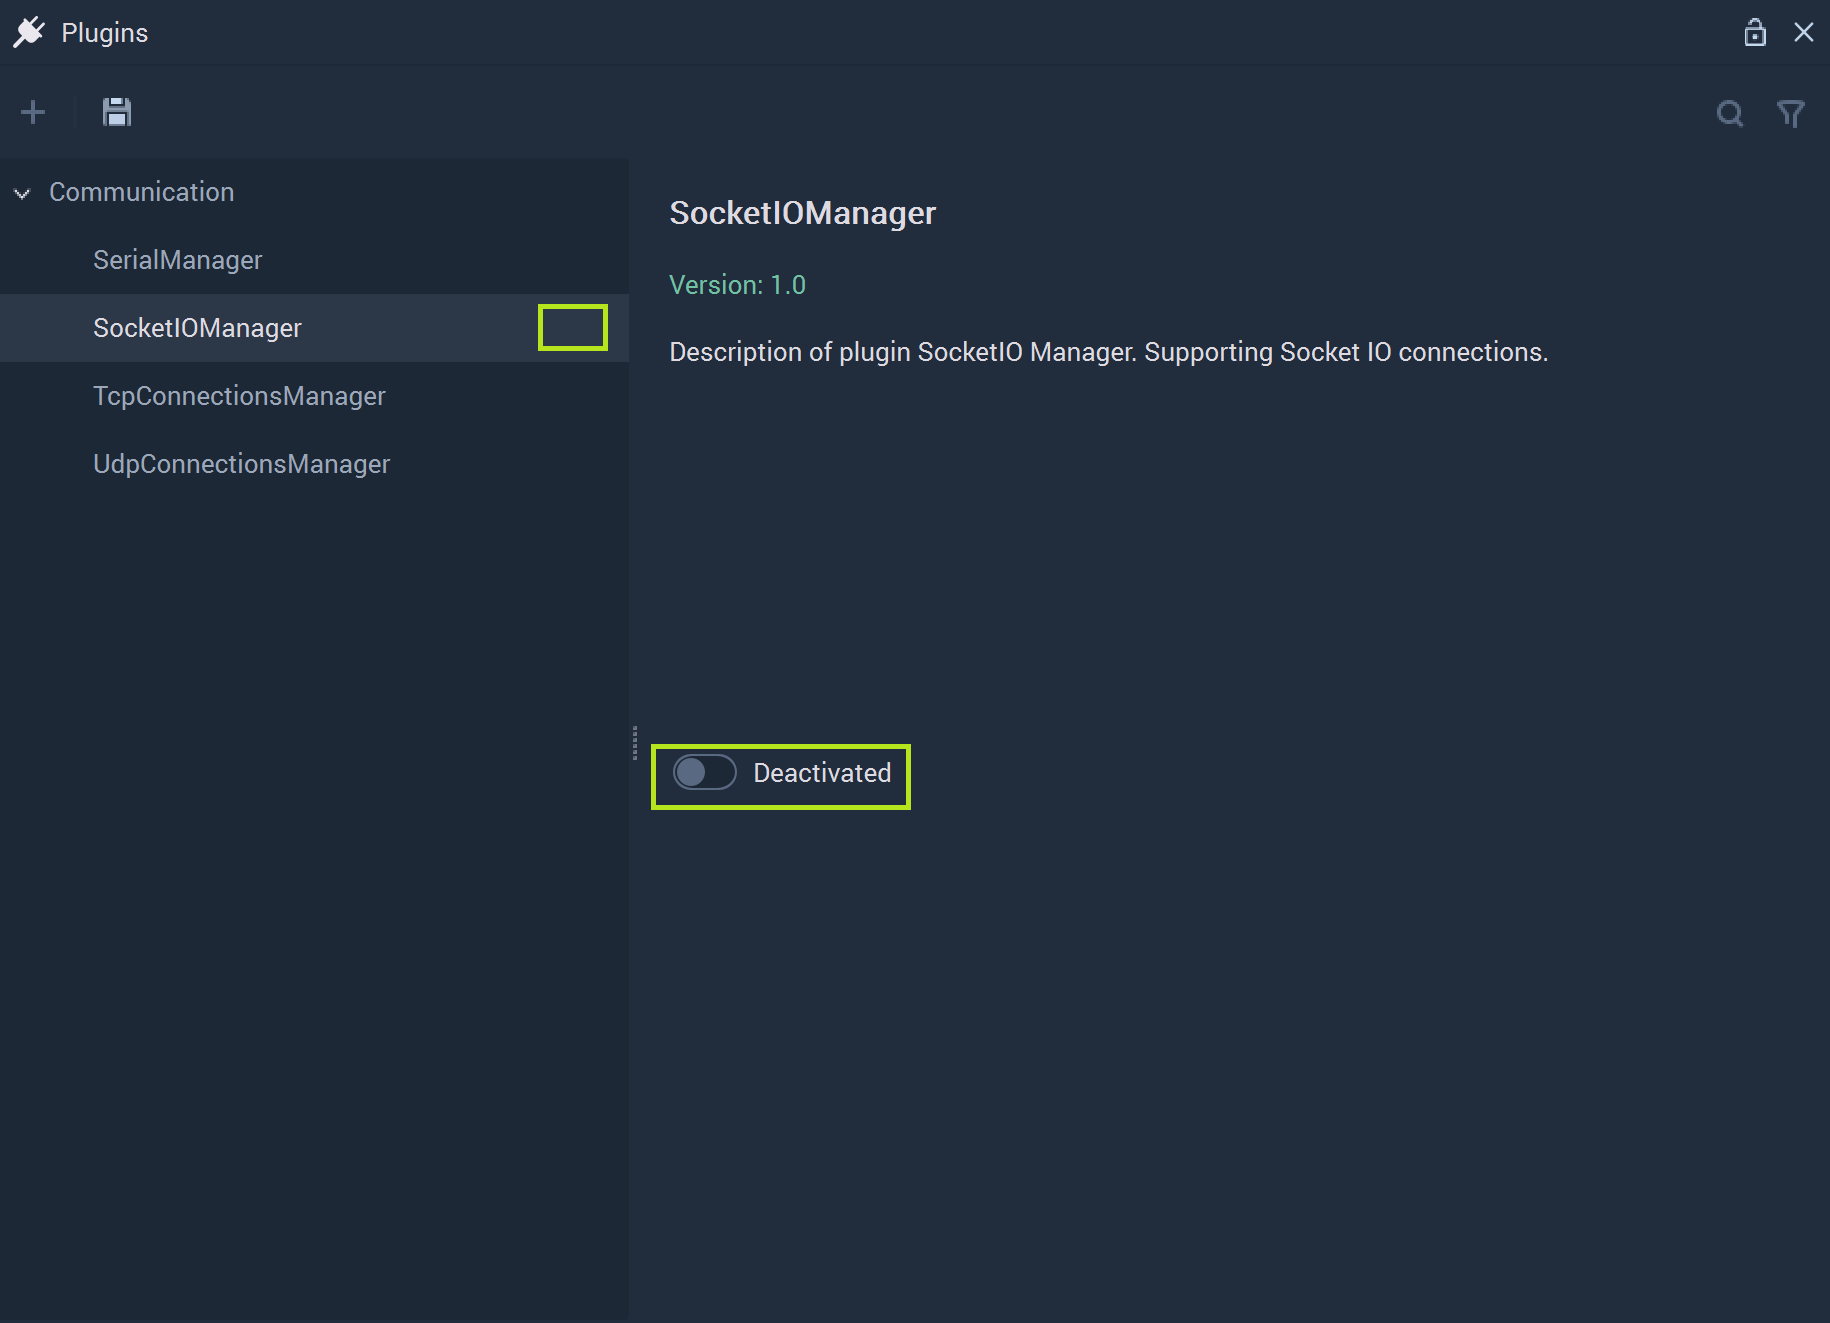 Plugins
Communication
SerialManager
SocketIOManager
TcpConnectionsManager
UdpConnectionsManager
SocketIOManager
Version: 1.0
Description of plugin SocketIO Manager. Supporting Socket IO connections.
Deactivated